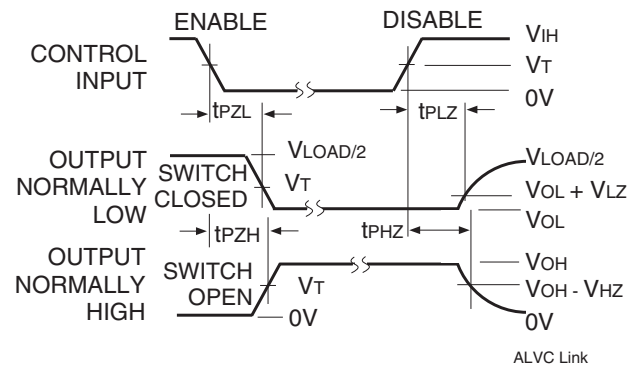 ENABLE DISABLE
CONTROL INPUT
VIH
VT
0V
tPZL
tPLZ
OUTPUT NORMALLY LOW
SWITCH CLOSED
VLOAD/2
VT
VLOAD/2
VOL + VLZ
VOL
tPZH
tPHZ
OUTPUT NORMALLY HIGH
SWITCH OPEN
VT
0V
VOH
VOH - VHZ
0V
ALVC Link